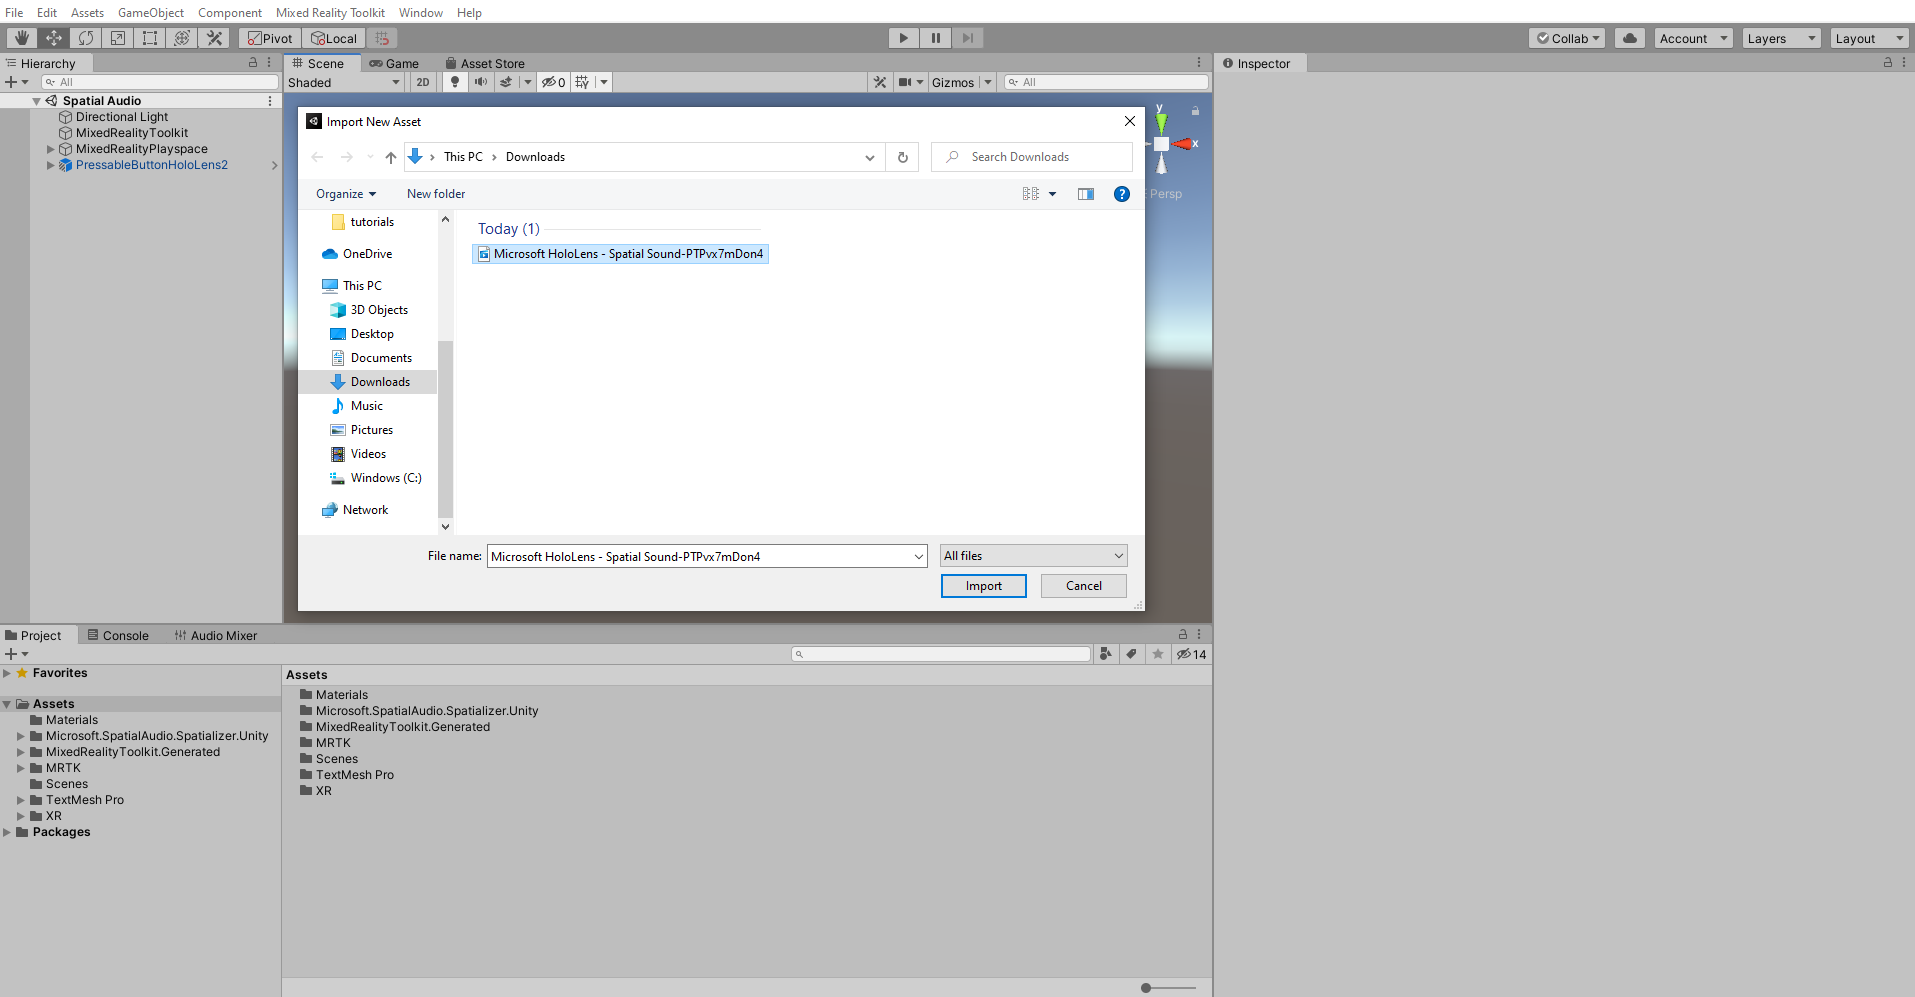 File Edit Assets GameObject Component Mixed Reality Toolkit Window Help
Pivot Local Collab Account Layers Layout
Hierarchy
All
Spatial Audio
Directional Light
MixedRealityToolkit
MixedRealityPlayspace
PressableButtonHoloLens2
Scene Game Asset Store
Shaded 2D 0 Gizmos All
Inspector
y
x
Persp
Import New Asset
This PC Downloads Search Downloads
Organize New folder ?
tutorials
OneDrive
This PC
3D Objects
Desktop
Documents
Downloads
Music
Pictures
Videos
Windows (C:)
Network
Today (1)
Microsoft HoloLens - Spatial Sound-PTPvx7mDon4
File name: Microsoft HoloLens - Spatial Sound-PTPvx7mDon4 All files
Import Cancel
Project Console Audio Mixer
14
Favorites
Assets
Materials
Microsoft.SpatialAudio.Spatializer.Unity
MixedRealityToolkit.Generated
MRTK
Scenes
TextMesh Pro
XR
Packages
Assets
Materials
Microsoft.SpatialAudio.Spatializer.Unity
MixedRealityToolkit.Generated
MRTK
Scenes
TextMesh Pro
XR